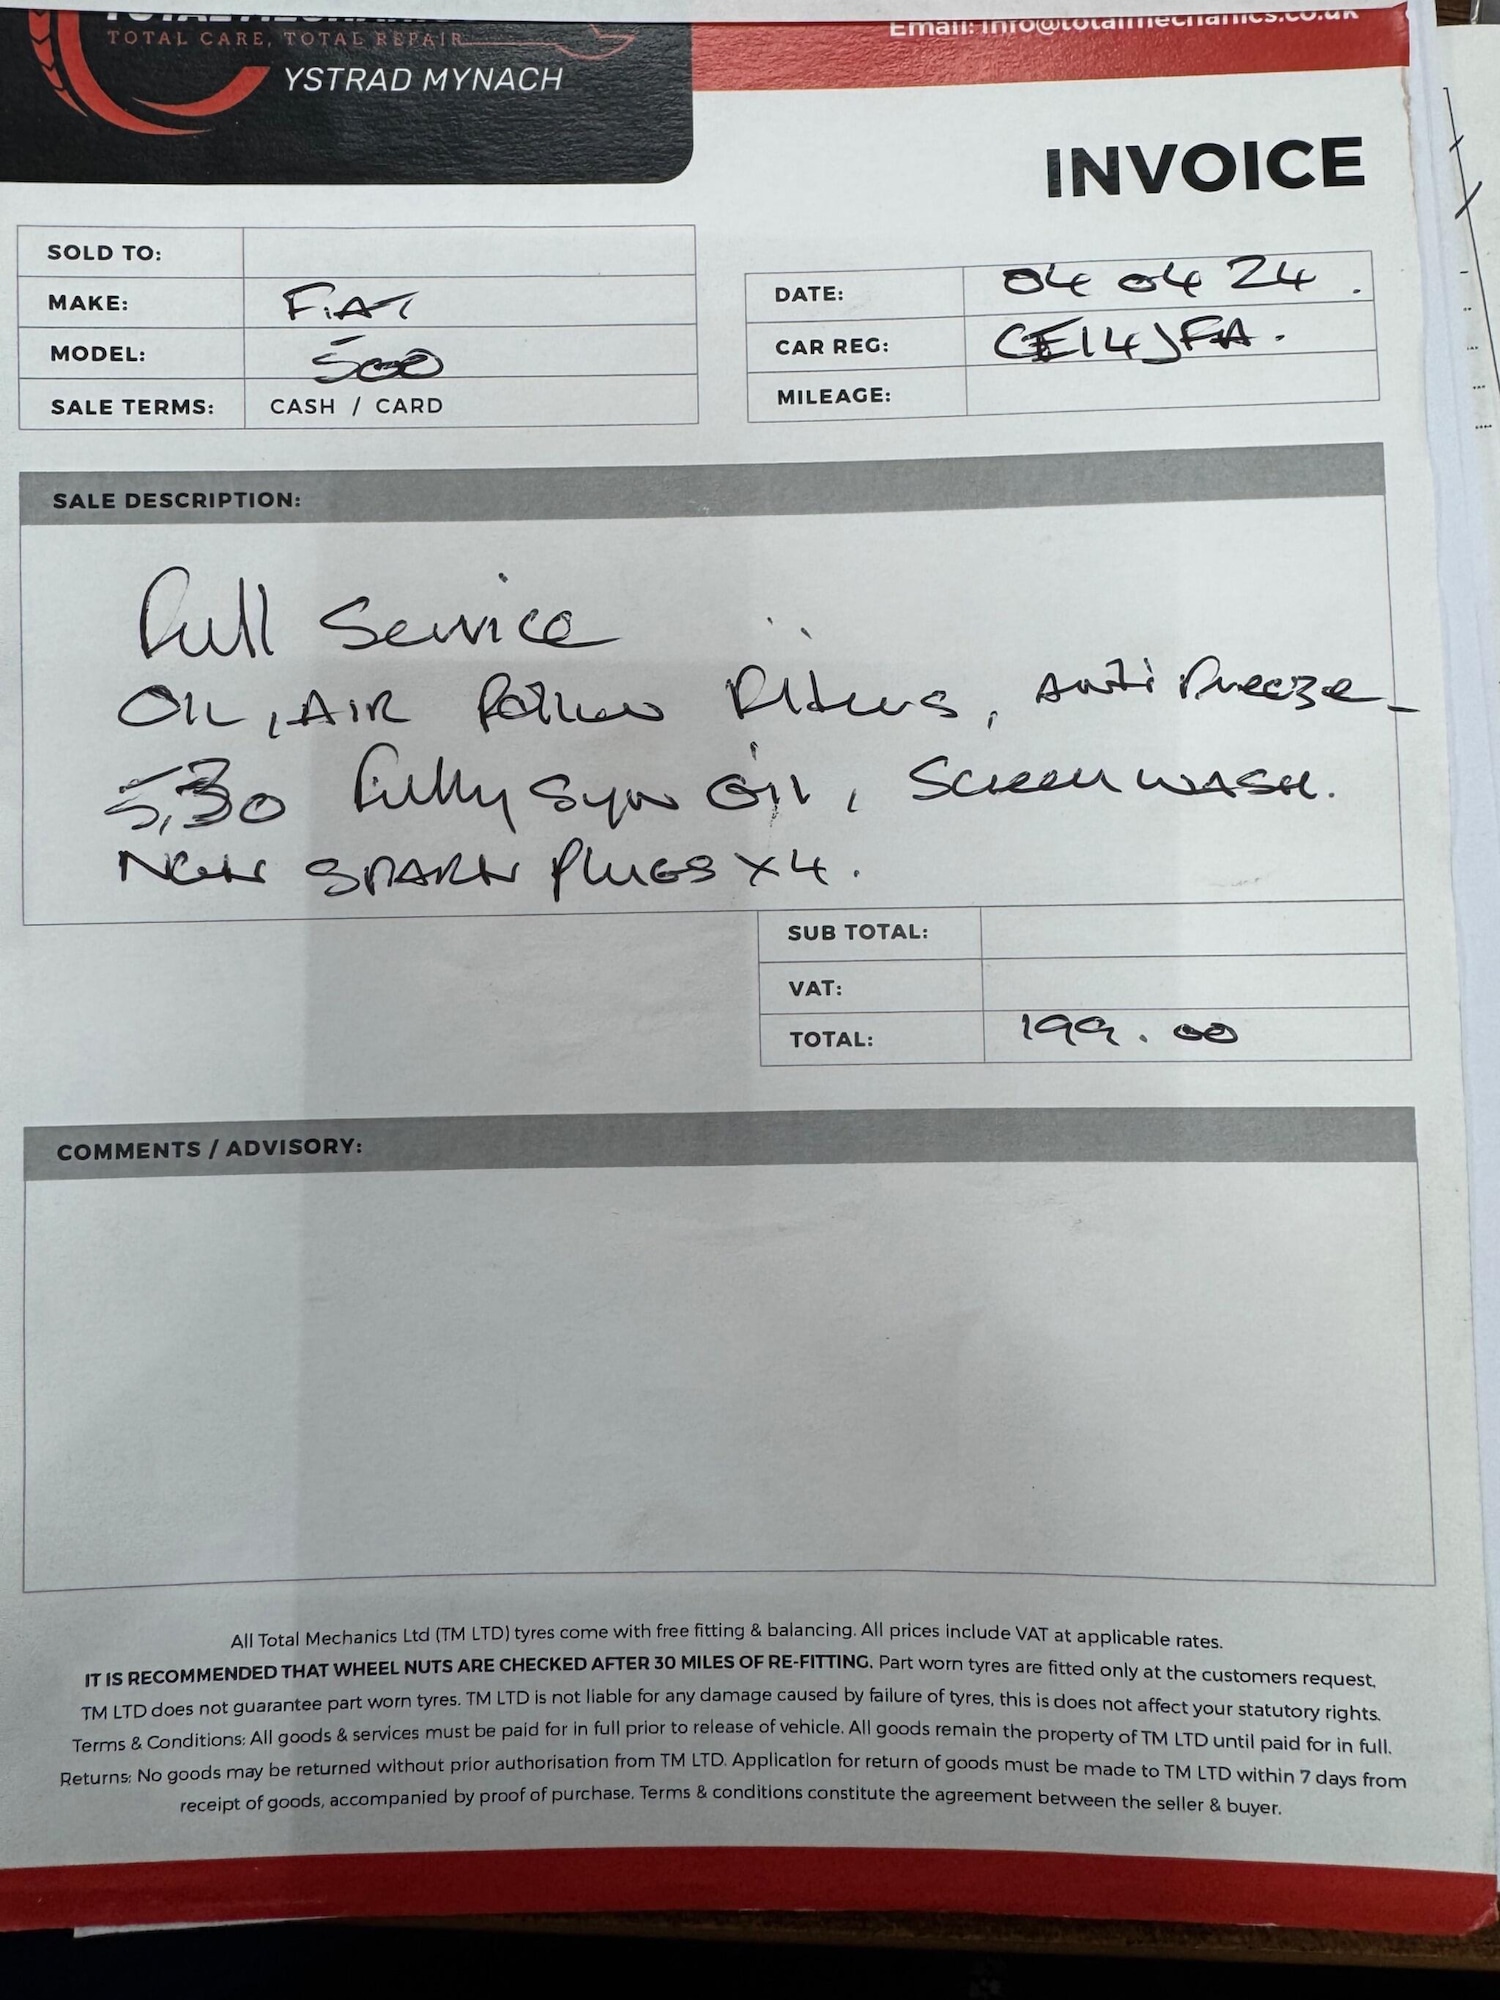 TOTAL MECHANICS
TOTAL CARE, TOTAL REPAIR
YSTRAD MYNACH
Email: info@totalmechanics.co.uk
INVOICE
SOLD TO:
MAKE: FIAT
MODEL: 500
SALE TERMS: CASH / CARD
DATE: 04 04 24.
CAR REG: CE14JFA.
MILEAGE:
SALE DESCRIPTION:
Full Service
OIL, AIR Pollen Filters, Anti Freeze
5,30 Fully Syn Oil, Screen WASH.
New SPARK PLUGS x4.
SUB TOTAL:
VAT:
TOTAL: 199.00
COMMENTS / ADVISORY:
All Total Mechanics Ltd (TM LTD) tyres come with free fitting & balancing. All prices include VAT at applicable rates.
IT IS RECOMMENDED THAT WHEEL NUTS ARE CHECKED AFTER 30 MILES OF RE-FITTING. Part worn tyres are fitted only at the customers request.
TM LTD does not guarantee part worn tyres. TM LTD is not liable for any damage caused by failure of tyres, this is does not affect your statutory rights.
Terms & Conditions: All goods & services must be paid for in full prior to release of vehicle. All goods remain the property of TM LTD until paid for in full.
Returns: No goods may be returned without prior authorisation from TM LTD. Application for return of goods must be made to TM LTD within 7 days from
receipt of goods, accompanied by proof of purchase. Terms & conditions constitute the agreement between the seller & buyer.